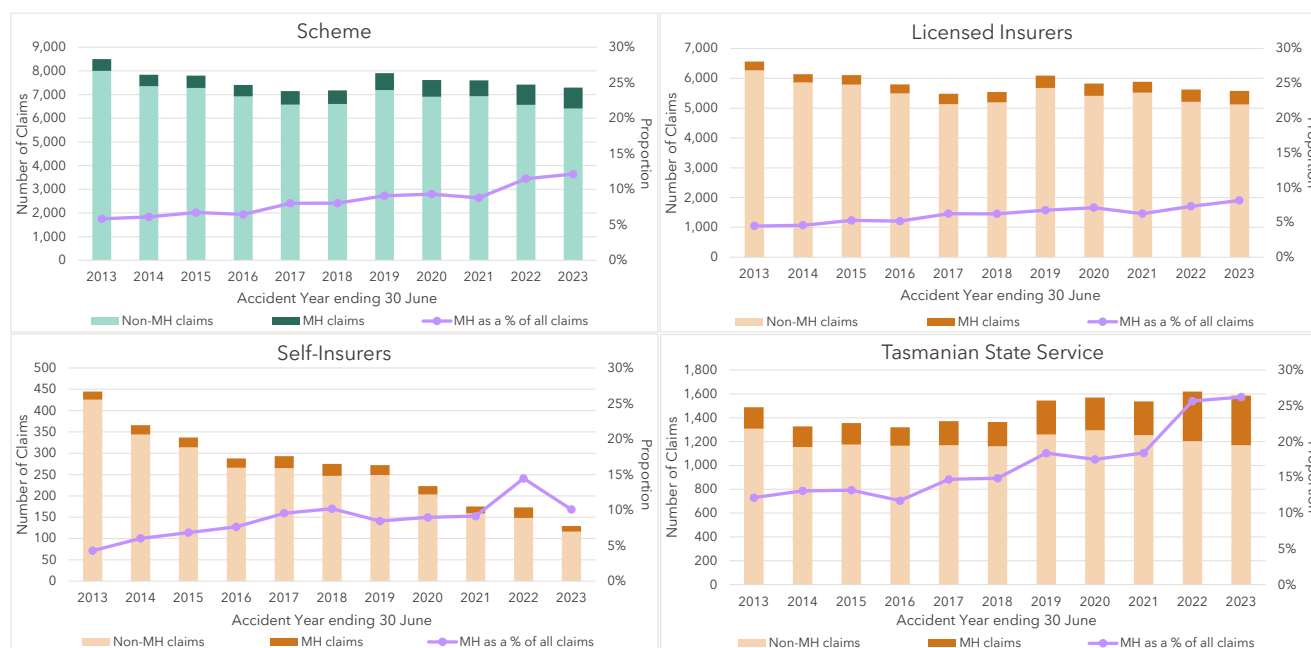 Scheme
9,000
8,000
7,000
6,000
5,000
4,000
3,000
2,000
1,000
0
Number of Claims
30%
25%
20%
15%
10%
5%
0%
Proportion
2013 2014 2015 2016 2017 2018 2019 2020 2021 2022 2023
Accident Year ending 30 June
Non-MH claims MH claims MH as a % of all claims
Licensed Insurers
7,000
6,000
5,000
4,000
3,000
2,000
1,000
0
Number of Claims
30%
25%
20%
15%
10%
5%
0%
Proportion
2013 2014 2015 2016 2017 2018 2019 2020 2021 2022 2023
Accident Year ending 30 June
Non-MH claims MH claims MH as a % of all claims
Self-Insurers
500
450
400
350
300
250
200
150
100
50
0
Number of Claims
30%
25%
20%
15%
10%
5%
0%
Proportion
2013 2014 2015 2016 2017 2018 2019 2020 2021 2022 2023
Accident Year ending 30 June
Non-MH claims MH claims MH as a % of all claims
Tasmanian State Service
1,800
1,600
1,400
1,200
1,000
800
600
400
200
0
Number of Claims
30%
25%
20%
15%
10%
5%
0%
2013 2014 2015 2016 2017 2018 2019 2020 2021 2022 2023
Accident Year ending 30 June
Non-MH claims MH claims MH as a % of all claims